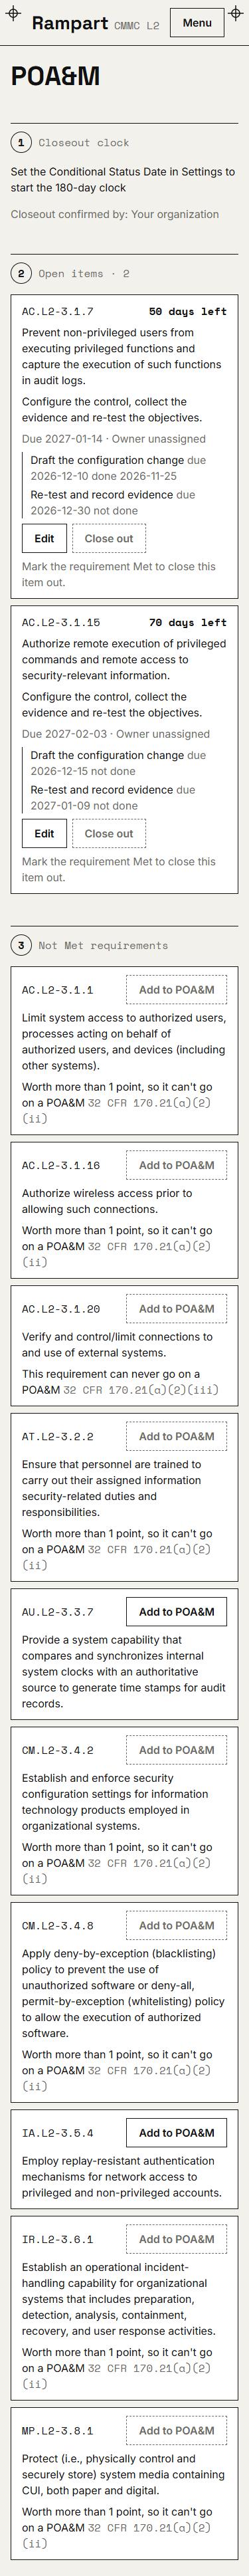 Rampart CMMC L2 Menu
POA&M
1 Closeout clock
Set the Conditional Status Date in Settings to
start the 180-day clock
Closeout confirmed by: Your organization
2 Open items · 2
AC.L2-3.1.7 50 days left
Prevent non-privileged users from
executing privileged functions and
capture the execution of such functions
in audit logs.
Configure the control, collect the
evidence and re-test the objectives.
Due 2027-01-14 · Owner unassigned
Draft the configuration change due
2026-12-10 done 2026-11-25
Re-test and record evidence due
2026-12-30 not done
Edit Close out
Mark the requirement Met to close this
item out.
AC.L2-3.1.15 70 days left
Authorize remote execution of privileged
commands and remote access to
security-relevant information.
Configure the control, collect the
evidence and re-test the objectives.
Due 2027-02-03 · Owner unassigned
Draft the configuration change due
2026-12-15 not done
Re-test and record evidence due
2027-01-09 not done
Edit Close out
Mark the requirement Met to close this
item out.
3 Not Met requirements
AC.L2-3.1.1 Add to POA&M
Limit system access to authorized users,
processes acting on behalf of
authorized users, and devices (including
other systems).
Worth more than 1 point, so it can't go
on a POA&M 32 CFR 170.21(a)(2)
(ii)
AC.L2-3.1.16 Add to POA&M
Authorize wireless access prior to
allowing such connections.
Worth more than 1 point, so it can't go
on a POA&M 32 CFR 170.21(a)(2)
(ii)
AC.L2-3.1.20 Add to POA&M
Verify and control/limit connections to
and use of external systems.
This requirement can never go on a
POA&M 32 CFR 170.21(a)(2)(iii)
AT.L2-3.2.2 Add to POA&M
Ensure that personnel are trained to
carry out their assigned information
security-related duties and
responsibilities.
Worth more than 1 point, so it can't go
on a POA&M 32 CFR 170.21(a)(2)
(ii)
AU.L2-3.3.7 Add to POA&M
Provide a system capability that
compares and synchronizes internal
system clocks with an authoritative
source to generate time stamps for audit
records.
CM.L2-3.4.2 Add to POA&M
Establish and enforce security
configuration settings for information
technology products employed in
organizational systems.
Worth more than 1 point, so it can't go
on a POA&M 32 CFR 170.21(a)(2)
(ii)
CM.L2-3.4.8 Add to POA&M
Apply deny-by-exception (blacklisting)
policy to prevent the use of
unauthorized software or deny-all,
permit-by-exception (whitelisting) policy
to allow the execution of authorized
software.
Worth more than 1 point, so it can't go
on a POA&M 32 CFR 170.21(a)(2)
(ii)
IA.L2-3.5.4 Add to POA&M
Employ replay-resistant authentication
mechanisms for network access to
privileged and non-privileged accounts.
IR.L2-3.6.1 Add to POA&M
Establish an operational incident-
handling capability for organizational
systems that includes preparation,
detection, analysis, containment,
recovery, and user response activities.
Worth more than 1 point, so it can't go
on a POA&M 32 CFR 170.21(a)(2)
(ii)
MP.L2-3.8.1 Add to POA&M
Protect (i.e., physically control and
securely store) system media containing
CUI, both paper and digital.
Worth more than 1 point, so it can't go
on a POA&M 32 CFR 170.21(a)(2)
(ii)